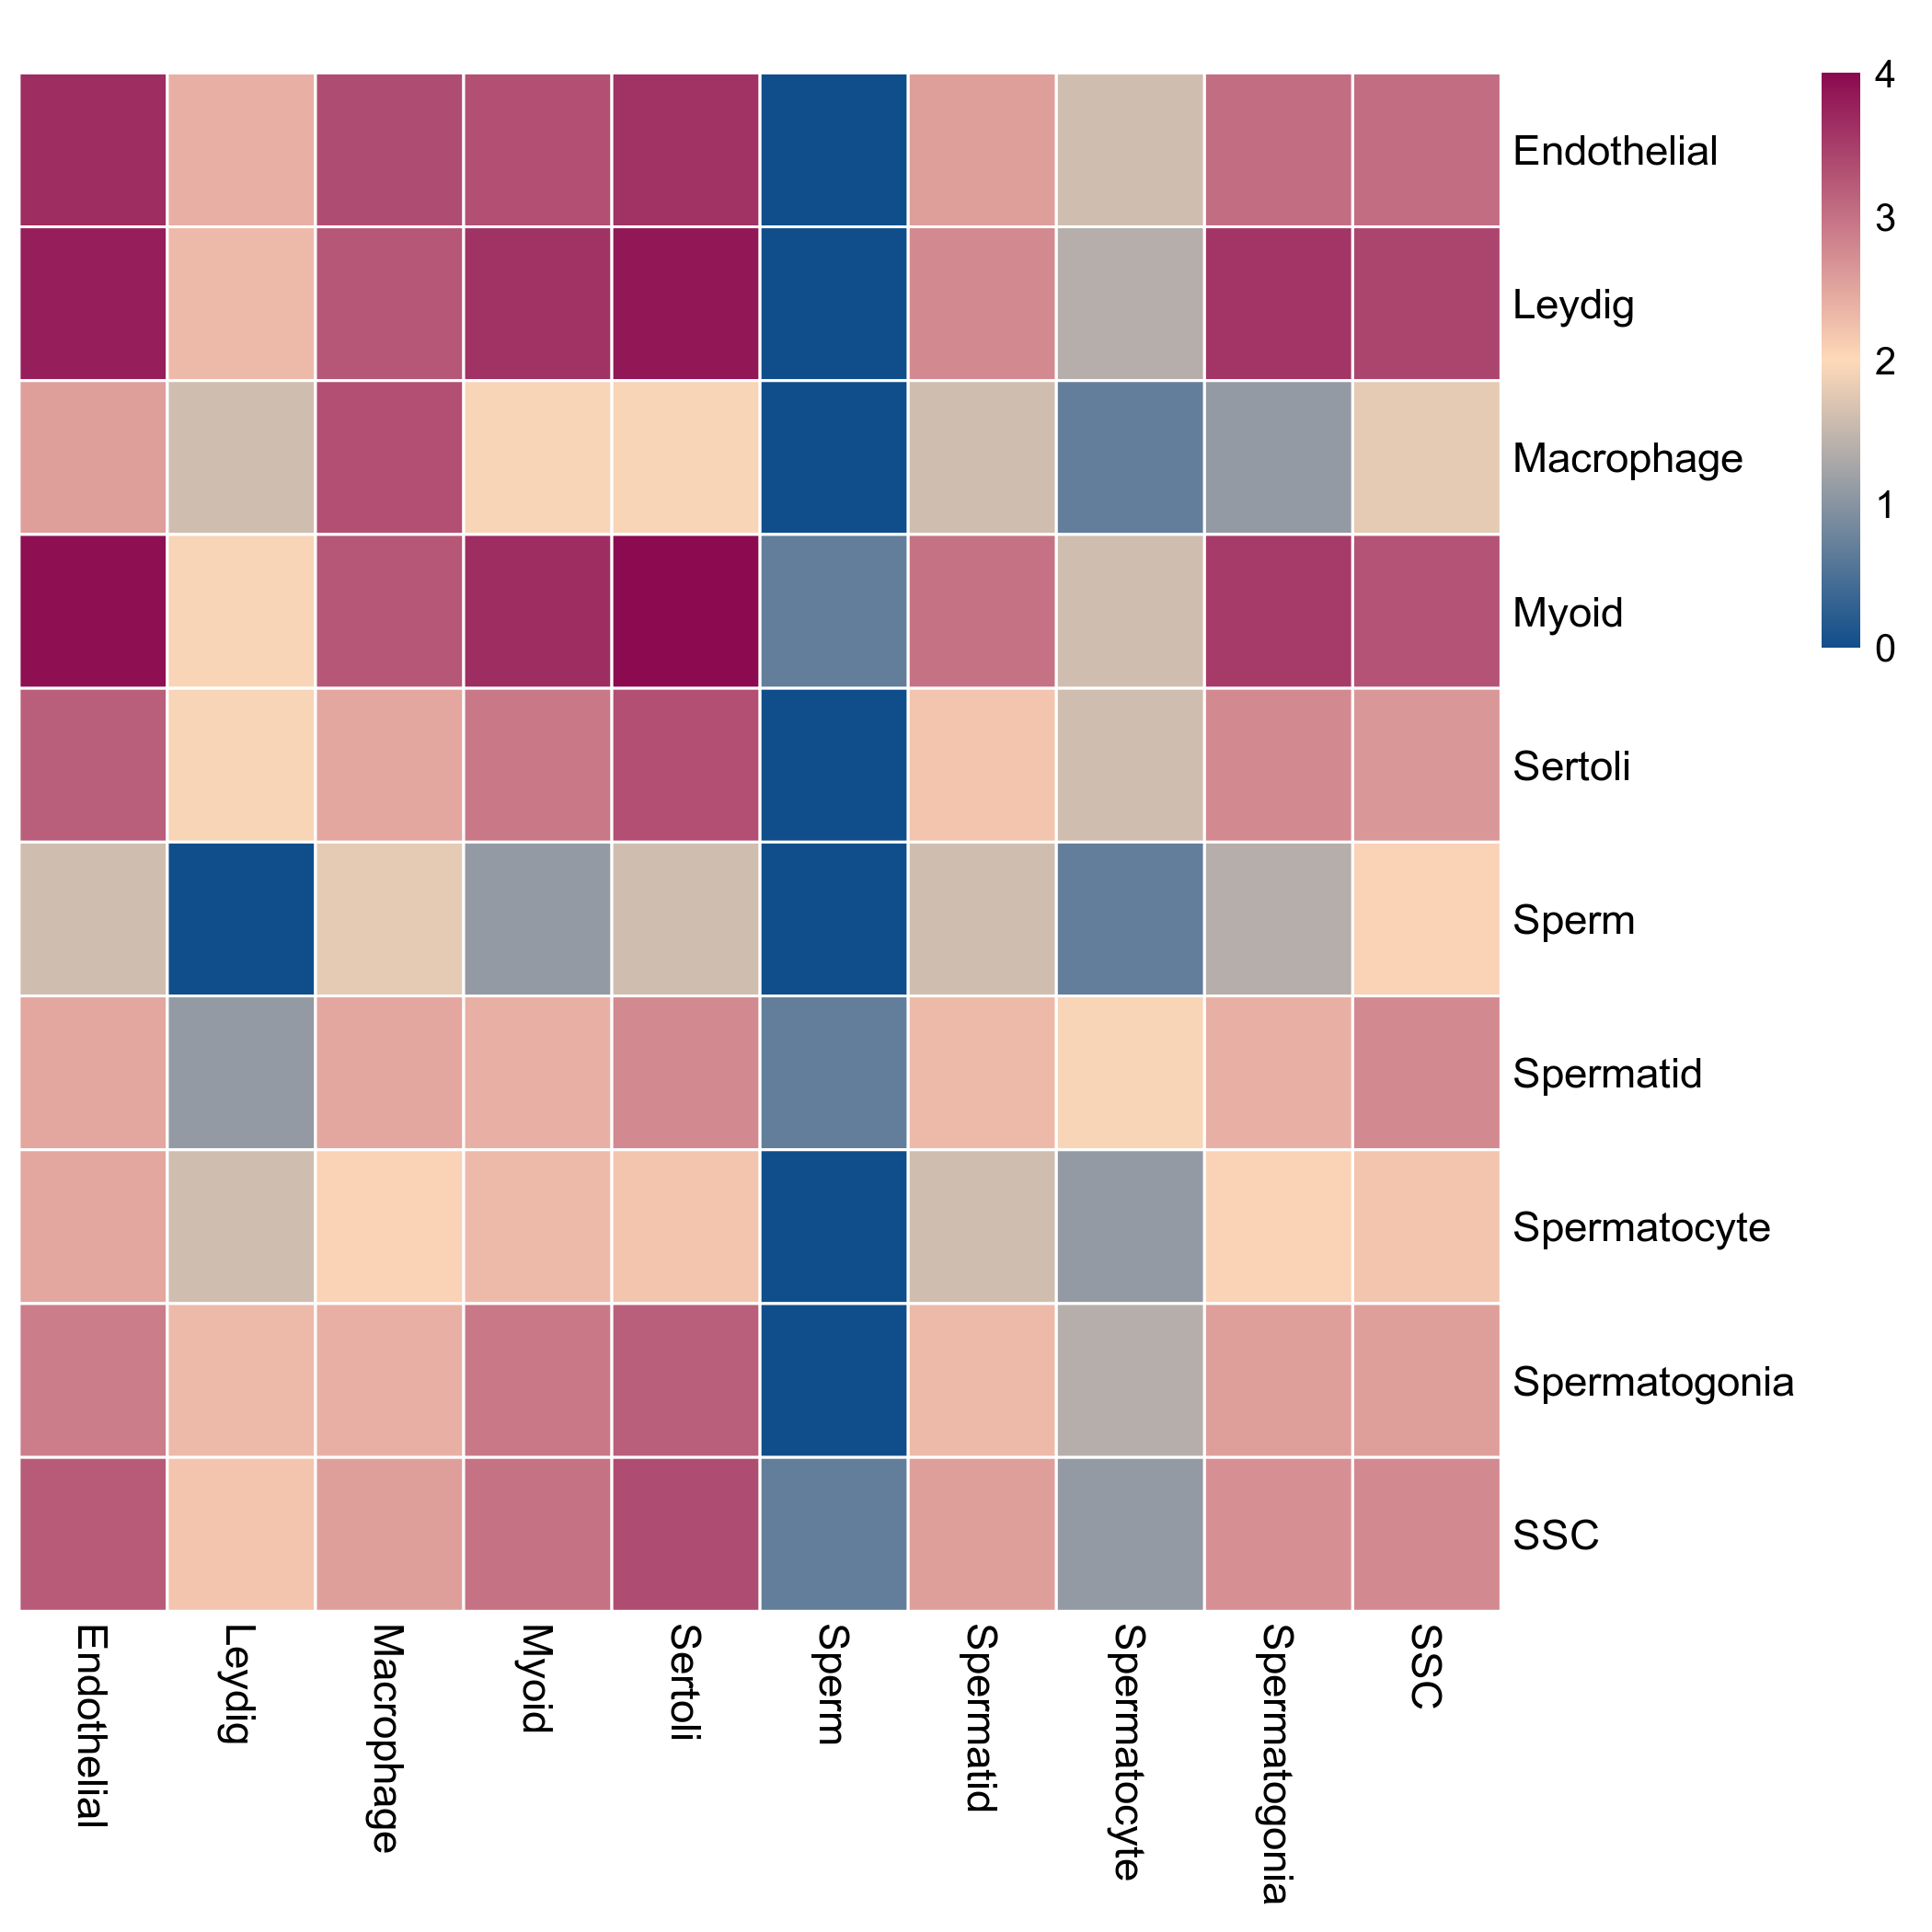 4
3
2
1
0
Endothelial
Leydig
Macrophage
Myoid
Sertoli
Sperm
Spermatid
Spermatocyte
Spermatogonia
SSC
Endothelial
Leydig
Macrophage
Myoid
Sertoli
Sperm
Spermatid
Spermatocyte
Spermatogonia
SSC